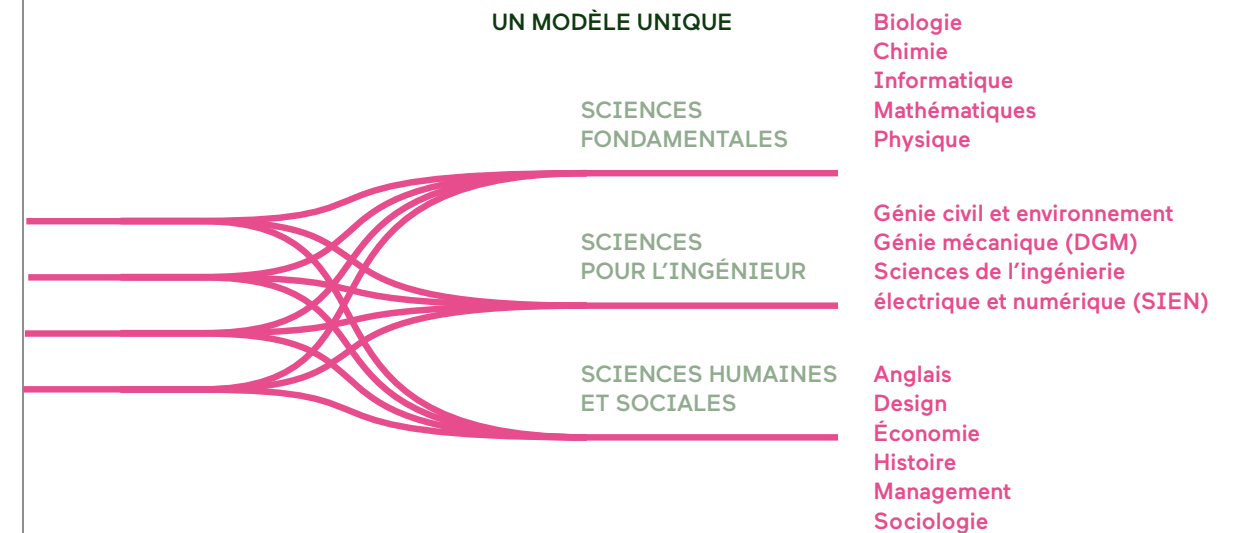 UN MODÈLE UNIQUE
SCIENCES
FONDAMENTALES
Biologie
Chimie
Informatique
Mathématiques
Physique
SCIENCES
POUR L’INGÉNIEUR
Génie civil et environnement
Génie mécanique (DGM)
Sciences de l’ingénierie
électrique et numérique (SIEN)
SCIENCES HUMAINES
ET SOCIALES
Anglais
Design
Économie
Histoire
Management
Sociologie